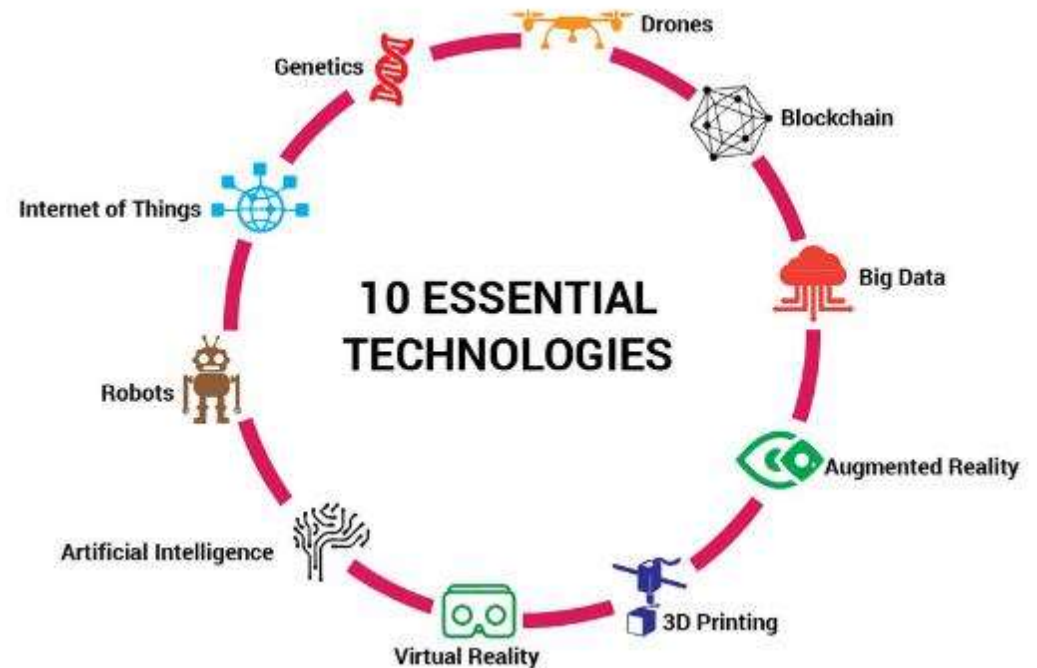 Drones
Genetics
Blockchain
Internet of Things
Big Data
10 ESSENTIAL
TECHNOLOGIES
Robots
Augmented Reality
Artificial Intelligence
3D Printing
Virtual Reality